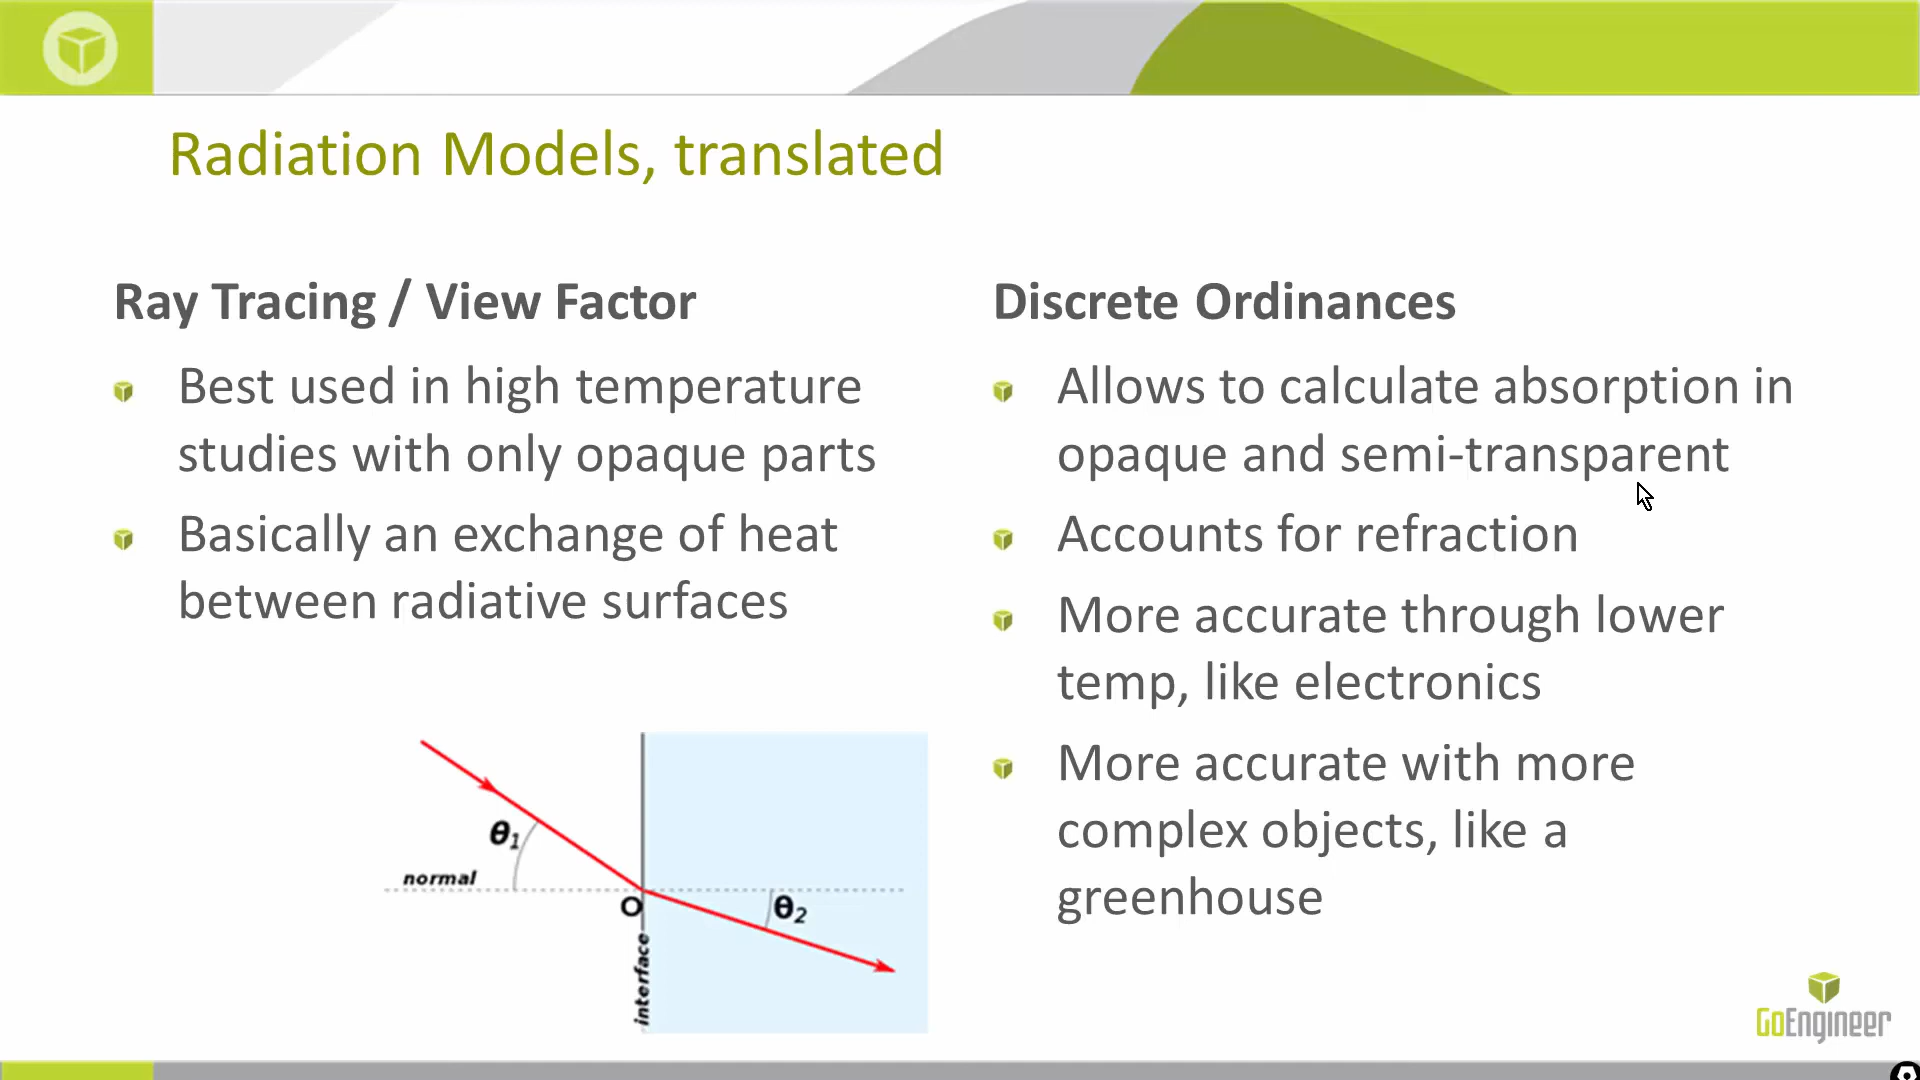 Radiation Models, translated
Ray Tracing / View Factor
Best used in high temperature
studies with only opaque parts
Basically an exchange of heat
between radiative surfaces
θ1
normal
O
θ2
interface
Discrete Ordinances
Allows to calculate absorption in
opaque and semi-transparent
Accounts for refraction
More accurate through lower
temp, like electronics
More accurate with more
complex objects, like a
greenhouse
GoEngineer